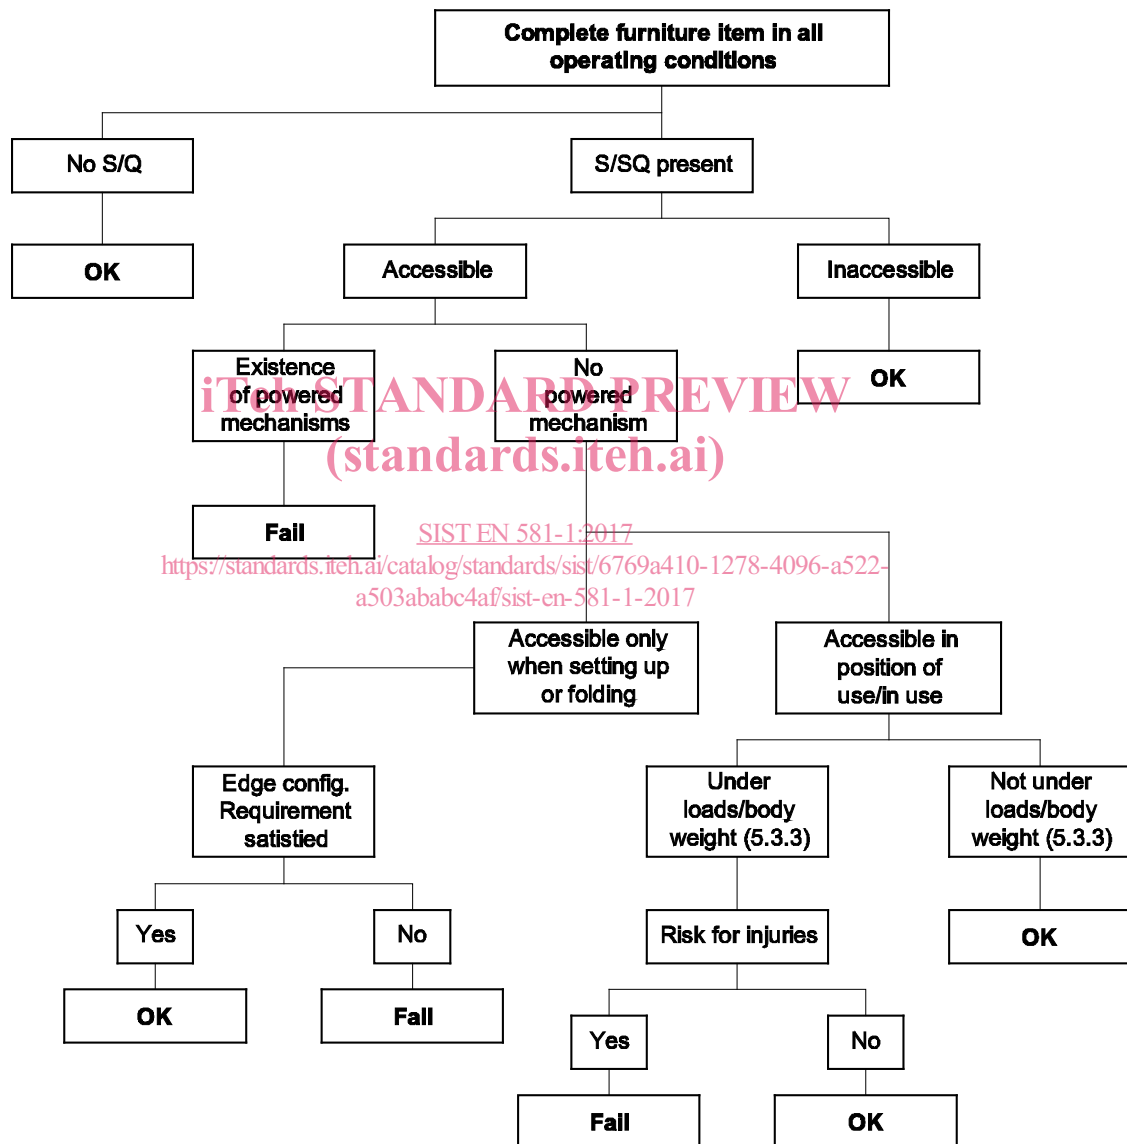 Complete furniture item in all
operating conditions
No S/Q
S/SQ present
OK
Accessible
Inaccessible
Existence
of powered
mechanisms
No
powered
mechanism
OK
iTeh STANDARD PREVIEW
(standards.iteh.ai)
Fail
SIST EN 581-1:2017
https://standards.iteh.ai/catalog/standards/sist/6769a410-1278-4096-a522-
a503ababc4af/sist-en-581-1-2017
Accessible only
when setting up
or folding
Accessible in
position of
use/in use
Edge config.
Requirement
satistied
Under
loads/body
weight (5.3.3)
Not under
loads/body
weight (5.3.3)
Yes
No
Risk for injuries
OK
OK
Fail
Yes
No
Fail
OK